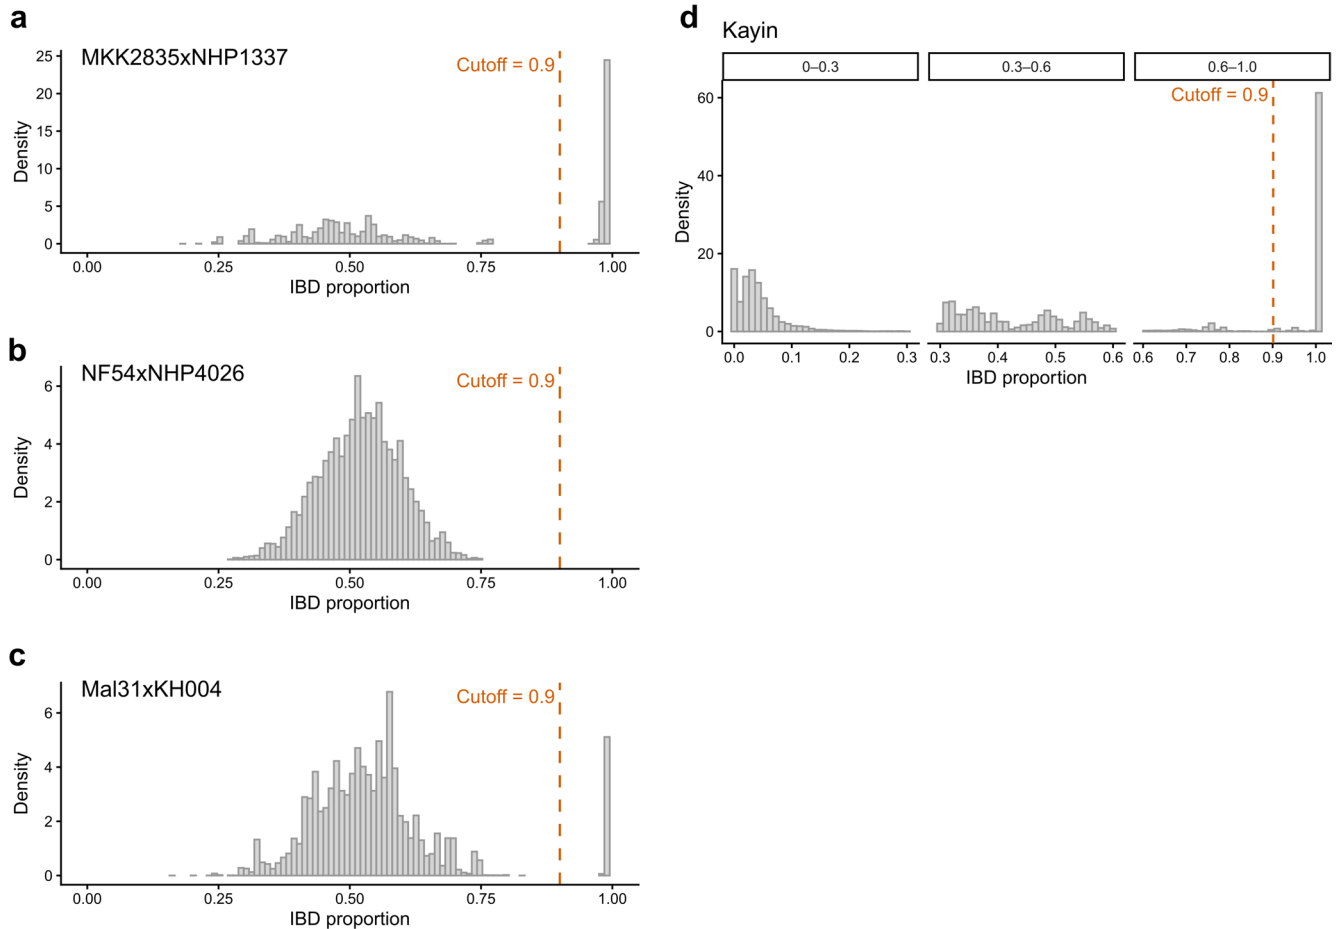 a
MKK2835xNHP1337
Cutoff = 0.9
Density
25
20
15
10
5
0
0.00 0.25 0.50 0.75 1.00
IBD proportion
b
NF54xNHP4026
Cutoff = 0.9
Density
6
4
2
0
0.00 0.25 0.50 0.75 1.00
IBD proportion
c
Mal31xKH004
Cutoff = 0.9
Density
6
4
2
0
0.00 0.25 0.50 0.75 1.00
IBD proportion
d
Kayin
0–0.3 0.3–0.6 0.6–1.0
Cutoff = 0.9
Density
60
40
20
0
0.0 0.1 0.2 0.3 0.3 0.4 0.5 0.6 0.6 0.7 0.8 0.9 1.0
IBD proportion